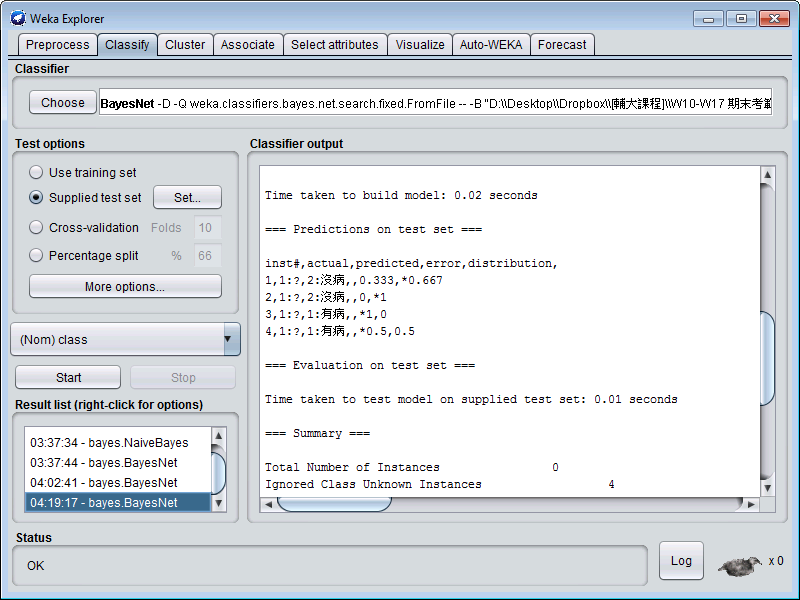 Weka Explorer
Preprocess Classify Cluster Associate Select attributes Visualize Auto-WEKA Forecast
Classifier
Choose BayesNet -D -Q weka.classifiers.bayes.net.search.fixed.FromFile -- -B "D:\\Desktop\\Dropbox\\[輔大課程]\\W10-W17 期末考範
Test options
Use training set
Supplied test set Set...
Cross-validation Folds 10
Percentage split % 66
More options...
(Nom) class
Start Stop
Result list (right-click for options)
03:37:34 - bayes.NaiveBayes
03:37:44 - bayes.BayesNet
04:02:41 - bayes.BayesNet
04:19:17 - bayes.BayesNet
Classifier output
Time taken to build model: 0.02 seconds
=== Predictions on test set ===
inst#,actual,predicted,error,distribution,
1,1:?,2:沒病,,0.333,*0.667
2,1:?,2:沒病,,0,*1
3,1:?,1:有病,,*1,0
4,1:?,1:有病,,*0.5,0.5
=== Evaluation on test set ===
Time taken to test model on supplied test set: 0.01 seconds
=== Summary ===
Total Number of Instances 0
Ignored Class Unknown Instances 4
Status
OK
Log
x 0